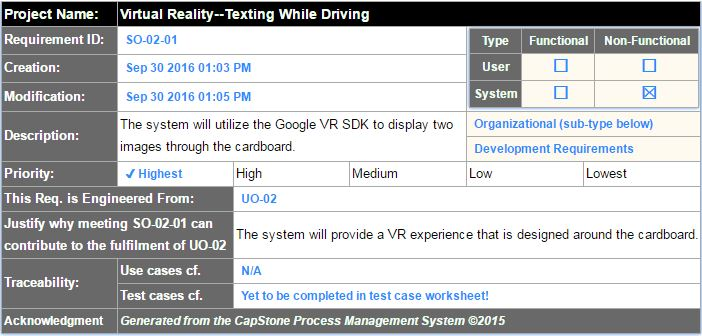 Project Name: Virtual Reality--Texting While Driving
Requirement ID: SO-02-01
Type Functional Non-Functional
Creation: Sep 30 2016 01:03 PM
User ☐ ☐
Modification: Sep 30 2016 01:05 PM
System ☐ ☒
Description: The system will utilize the Google VR SDK to display two
images through the cardboard.
Organizational (sub-type below)
Development Requirements
Priority: ✓ Highest High Medium Low Lowest
This Req. is Engineered From: UO-02
Justify why meeting SO-02-01 can
contribute to the fulfilment of UO-02
The system will provide a VR experience that is designed around the cardboard.
Traceability:
Use cases cf. N/A
Test cases cf. Yet to be completed in test case worksheet!
Acknowledgment Generated from the CapStone Process Management System ©2015